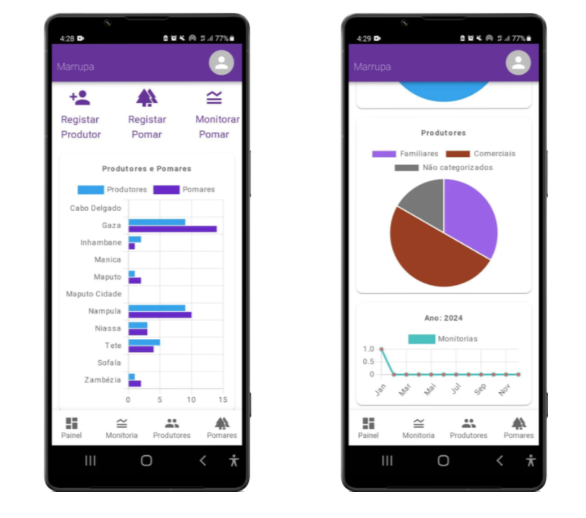 4:28
77%
Marrupa
Registar Registar Monitorar
Produtor Pomar Pomar
Produtores e Pomares
Produtores Pomares
Cabo Delgado
Gaza
Inhambane
Manica
Maputo
Maputo Cidade
Nampula
Niassa
Tete
Sofala
Zambézia
0 5 10 15
Painel Monitoria Produtores Pomares
4:29
77%
Marrupa
Produtores
Familiares Comerciais
Não categorizados
Ano: 2024
Monitorias
1.0
0.5
0
Jan Mar Mai Jul Sep Nov
Painel Monitoria Produtores Pomares